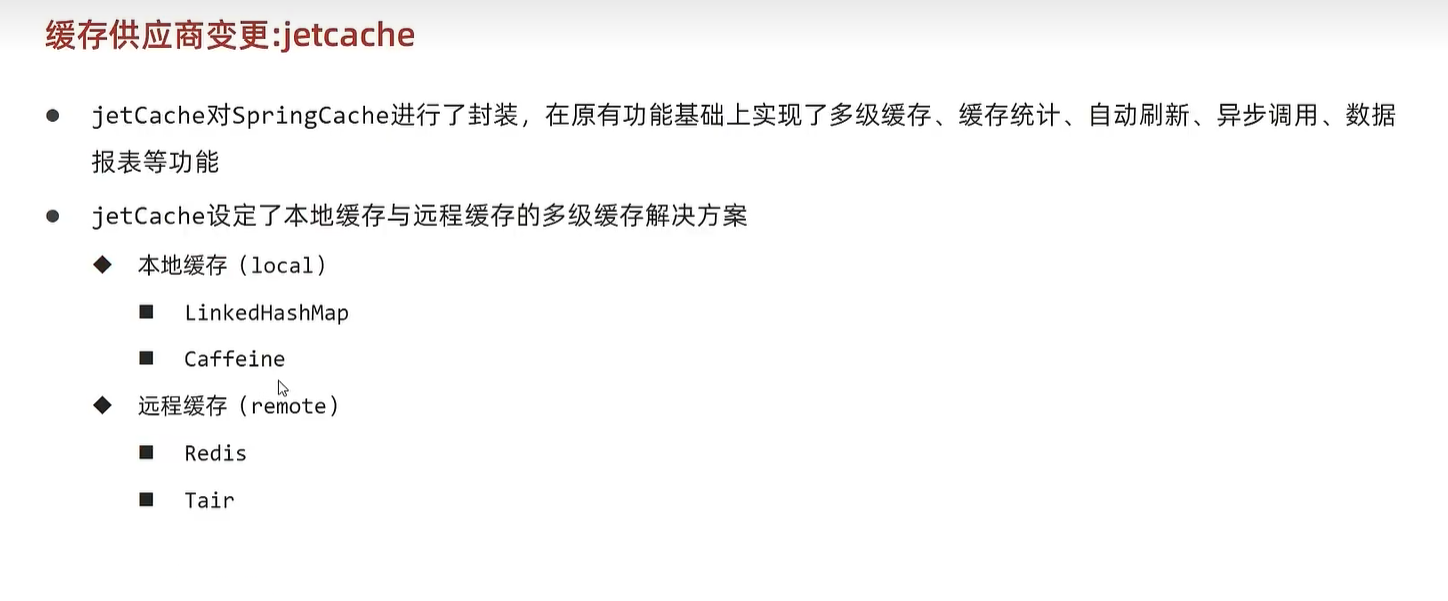 缓存供应商变更:jetcache
● jetCache对SpringCache进行了封装，在原有功能基础上实现了多级缓存、缓存统计、自动刷新、异步调用、数据
报表等功能
● jetCache设定了本地缓存与远程缓存的多级缓存解决方案
◆ 本地缓存（local）
■ LinkedHashMap
■ Caffeine
◆ 远程缓存（remote）
■ Redis
■ Tair